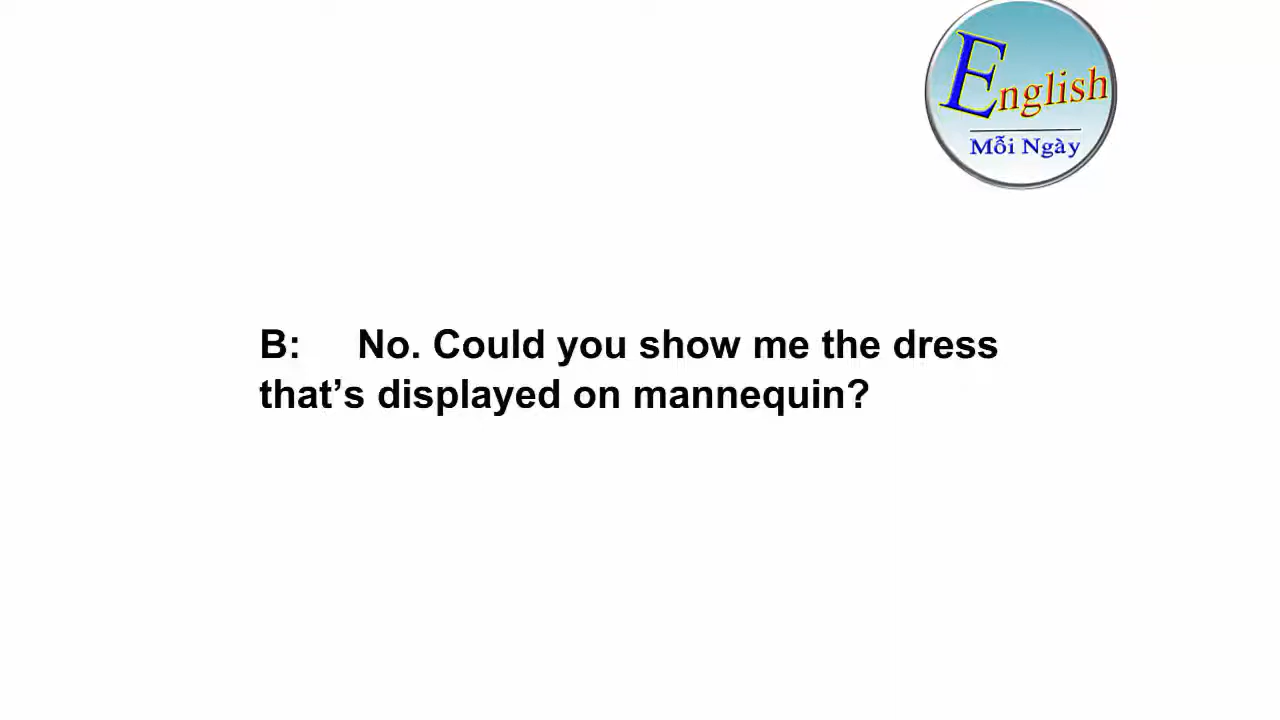 English
Mỗi Ngày
B: No. Could you show me the dress
that’s displayed on mannequin?